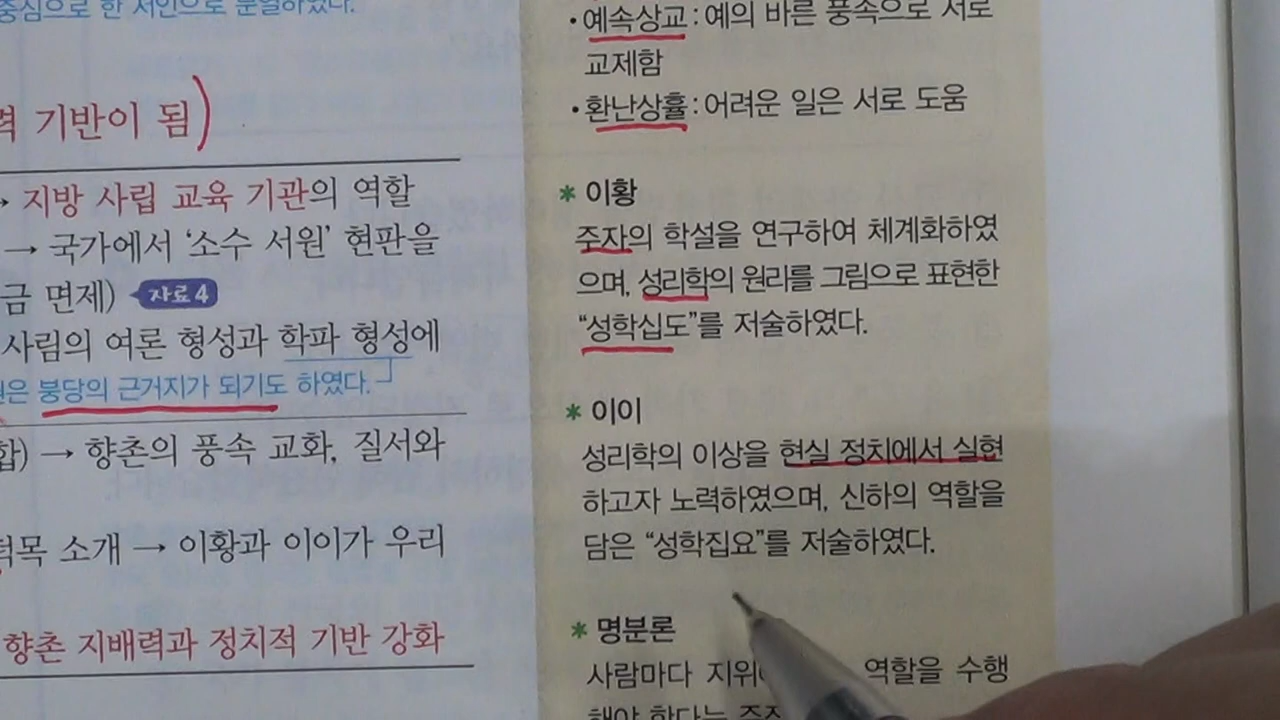 중심으로 한 서인으로 분열하였다.
기반이 됨)
→ 지방 사립 교육 기관의 역할
→ 국가에서 ‘소수 서원’ 현판을
금 면제) 자료4
사림의 여론 형성과 학파 형성에
붕당의 근거지가 되기도 하였다.
→ 향촌의 풍속 교화, 질서와
소개 → 이황과 이이가 우리
향촌 지배력과 정치적 기반 강화
• 예속상교 : 예의 바른 풍속으로 서로
교제함
• 환난상휼 : 어려운 일은 서로 도움
* 이황
주자의 학설을 연구하여 체계화하였
으며, 성리학의 원리를 그림으로 표현한
“성학십도”를 저술하였다.
* 이이
성리학의 이상을 현실 정치에서 실현
하고자 노력하였으며, 신하의 역할을
담은 “성학집요”를 저술하였다.
* 명분론
사람마다 역할을 수행